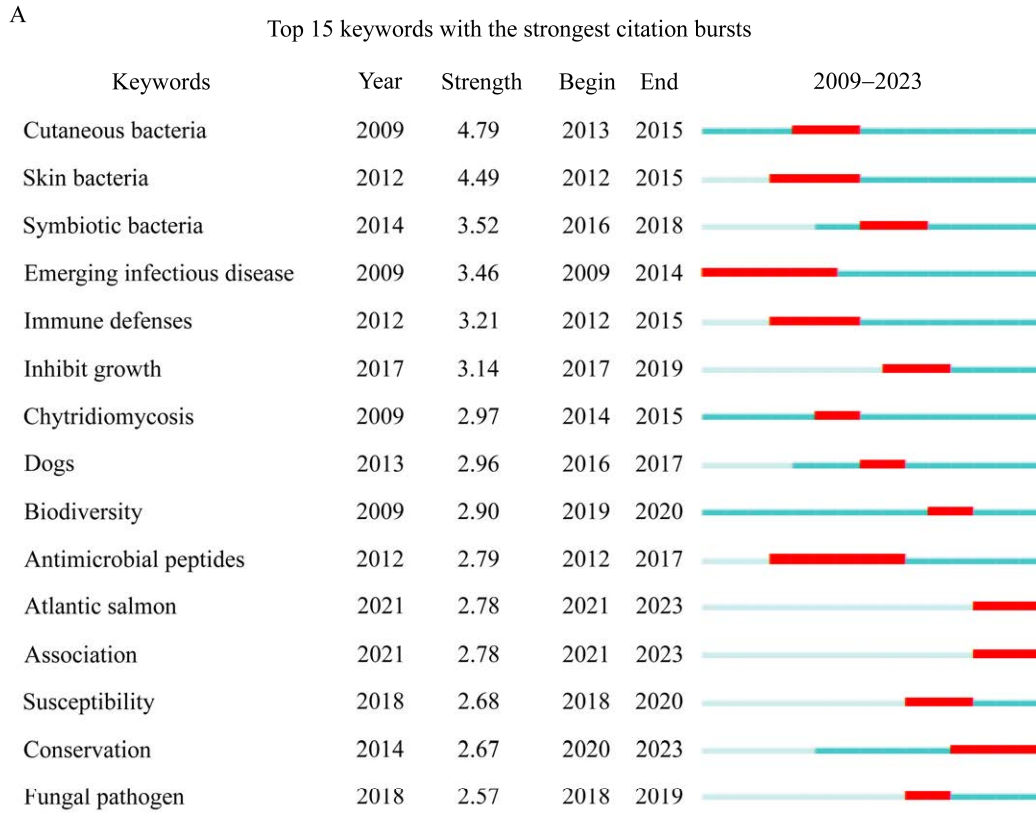 A
Top 15 keywords with the strongest citation bursts
Keywords Year Strength Begin End 2009–2023
Cutaneous bacteria 2009 4.79 2013 2015
Skin bacteria 2012 4.49 2012 2015
Symbiotic bacteria 2014 3.52 2016 2018
Emerging infectious disease 2009 3.46 2009 2014
Immune defenses 2012 3.21 2012 2015
Inhibit growth 2017 3.14 2017 2019
Chytridiomycosis 2009 2.97 2014 2015
Dogs 2013 2.96 2016 2017
Biodiversity 2009 2.90 2019 2020
Antimicrobial peptides 2012 2.79 2012 2017
Atlantic salmon 2021 2.78 2021 2023
Association 2021 2.78 2021 2023
Susceptibility 2018 2.68 2018 2020
Conservation 2014 2.67 2020 2023
Fungal pathogen 2018 2.57 2018 2019